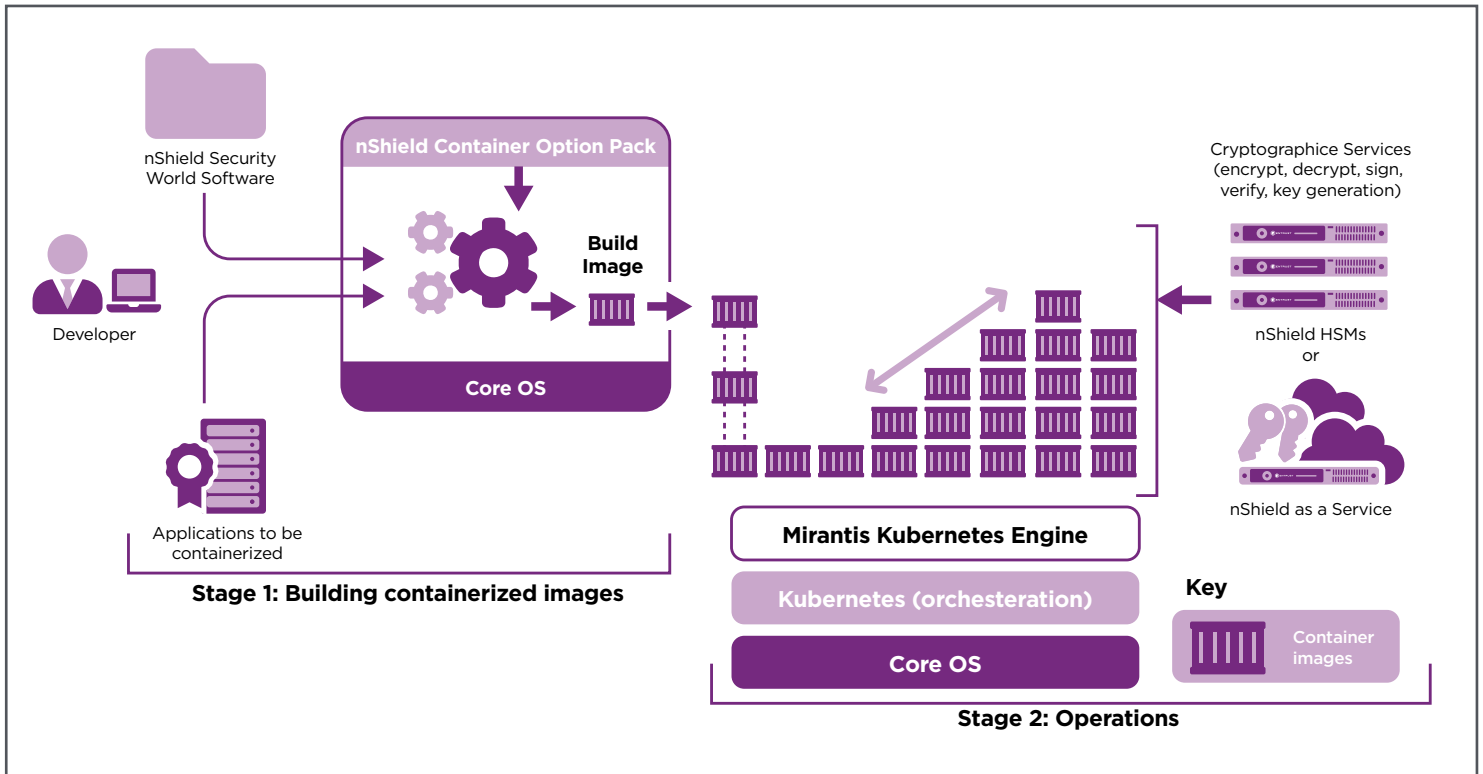 nShield Security
World Software
Developer
Applications to be
containerized
nShield Container Option Pack
Build
Image
Core OS
Stage 1: Building containerized images
Cryptographice Services
(encrypt, decrypt, sign,
verify, key generation)
nShield HSMs
or
nShield as a Service
Mirantis Kubernetes Engine
Kubernetes (orchesteration)
Core OS
Key
Container
images
Stage 2: Operations